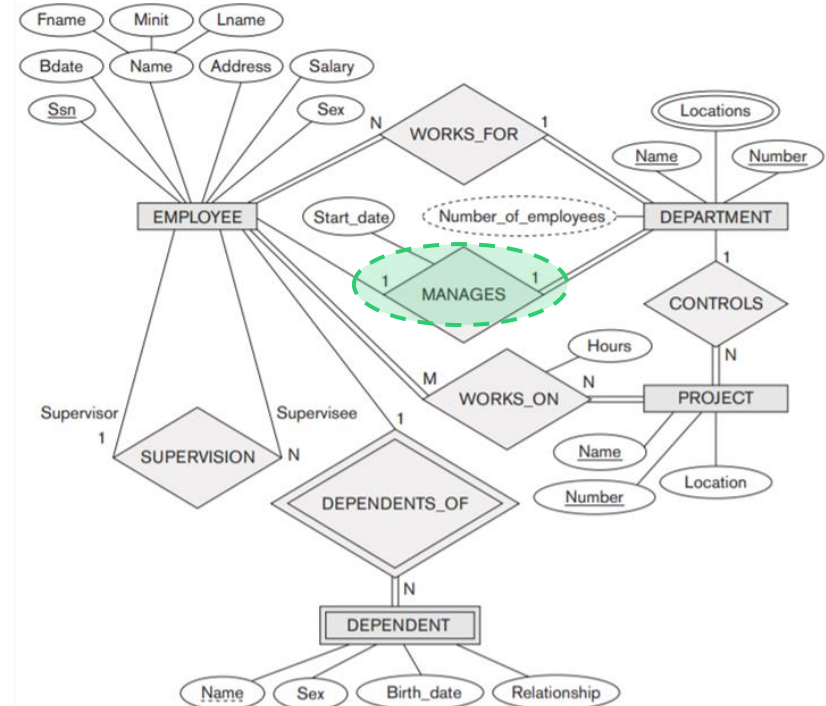 Fname Minit Lname
Bdate Name Address Salary
Ssn Sex
N WORKS_FOR 1
Locations
Name Number
EMPLOYEE Start_date Number_of_employees DEPARTMENT
1 MANAGES 1
1
CONTROLS
N
Hours
M WORKS_ON N PROJECT
Supervisor Supervisee 1
1 SUPERVISION N
Name
Number Location
DEPENDENTS_OF
N
DEPENDENT
Name Sex Birth_date Relationship